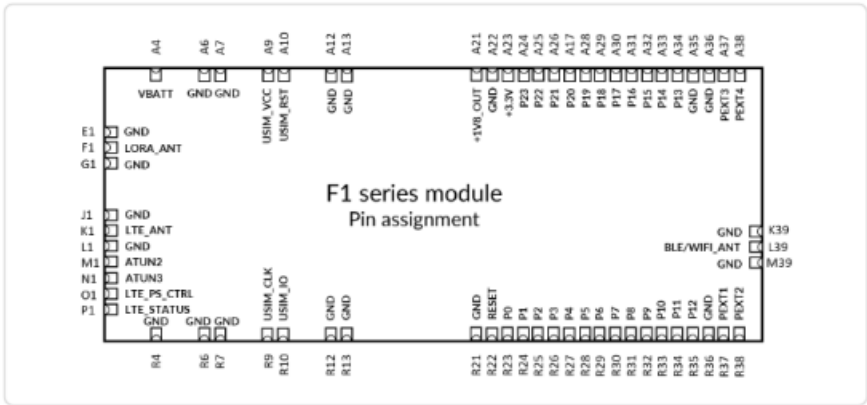 A4 A6 A7 A9 A10 A12 A13 A21 A22 A23 A24 A25 A26 A17 A28 A29 A30 A31 A32 A33 A34 A35 A36 A37 A38
VBATT GND GND USIM_VCC USIM_RST GND GND +1V8_OUT GND +3.3V P23 P22 P21 P20 P19 P18 P17 P16 P15 P14 P13 GND GND PEXT3 PEXT4
E1 GND
F1 LORA_ANT
G1 GND
F1 series module
Pin assignment
J1 GND
K1 LTE_ANT
L1 GND
M1 ATUN2
N1 ATUN3
O1 LTE_PS_CTRL
P1 LTE_STATUS
GND K39
BLE/WIFI_ANT L39
GND M39
GND GND GND USIM_CLK USIM_IO GND GND GND RESET P0 P1 P2 P3 P4 P5 P6 P7 P8 P9 P10 P11 P12 GND PEXT1 PEXT2
R4 R6 R7 R9 R10 R12 R13 R21 R22 R23 R24 R25 R26 R27 R28 R29 R30 R31 R32 R33 R34 R35 R36 R37 R38